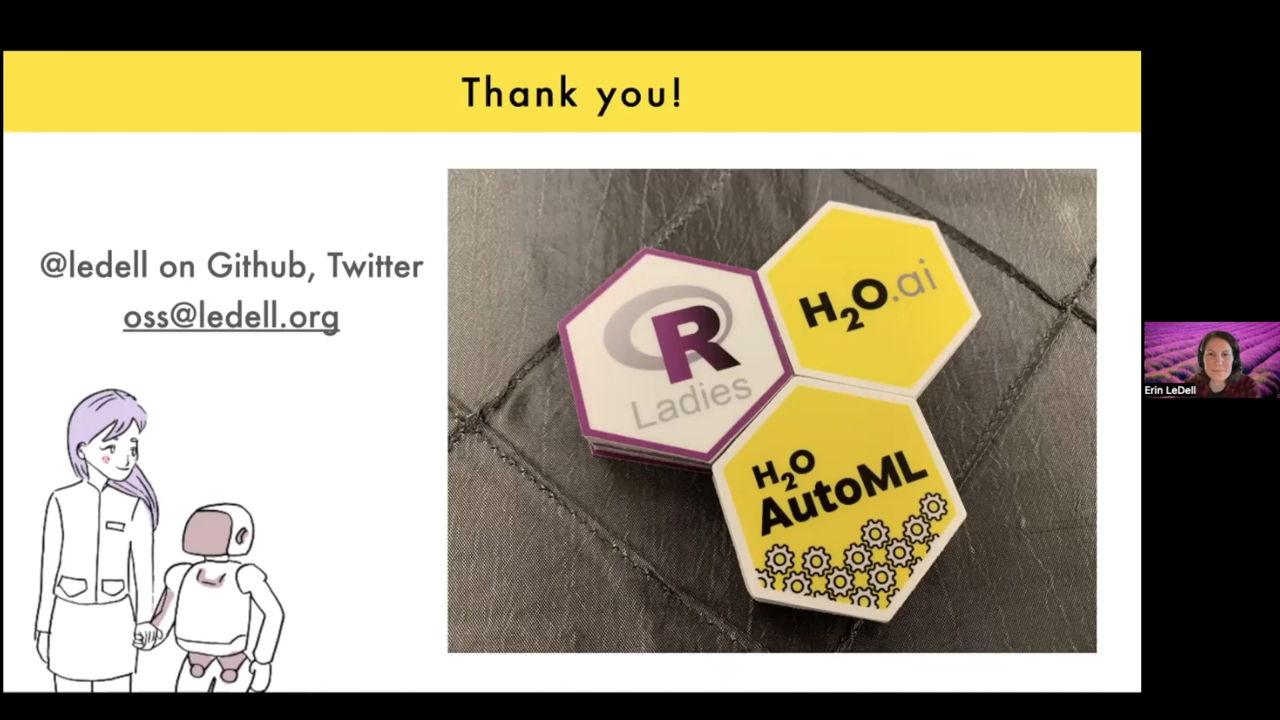 Thank you!
@ledell on Github, Twitter
oss@ledell.org
R
Ladies
H2O.ai
H2O
AutoML
Erin LeDell